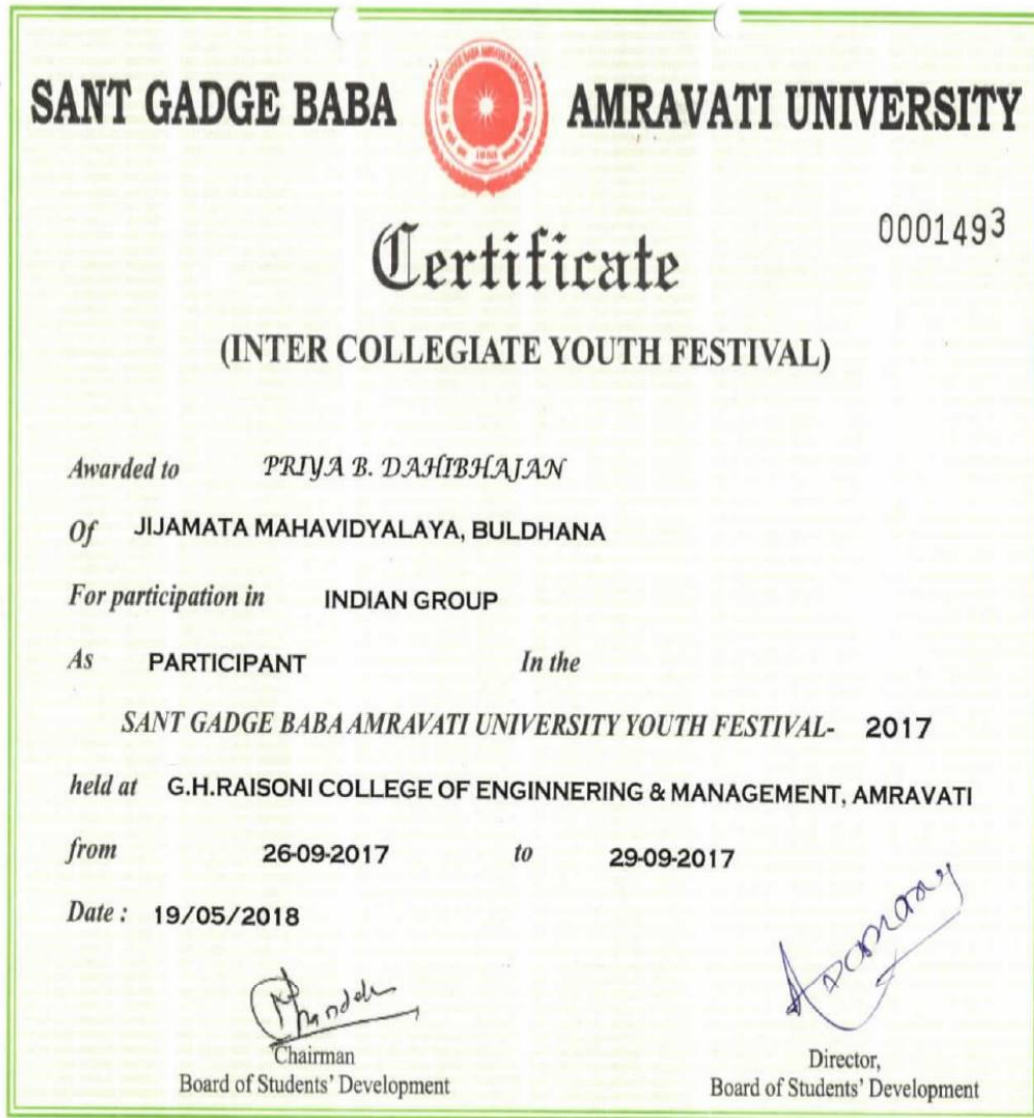 SANT GADGE BABA AMRAVATI UNIVERSITY
Certificate
0001493
(INTER COLLEGIATE YOUTH FESTIVAL)
Awarded to PRIYA B. DAHIBHAJAN
Of JIJAMATA MAHAVIDYALAYA, BULDHANA
For participation in INDIAN GROUP
As PARTICIPANT In the
SANT GADGE BABA AMRAVATI UNIVERSITY YOUTH FESTIVAL- 2017
held at G.H.RAISONI COLLEGE OF ENGINNERING & MANAGEMENT, AMRAVATI
from 26-09-2017 to 29-09-2017
Date : 19/05/2018
Chairman
Board of Students' Development
Director,
Board of Students' Development